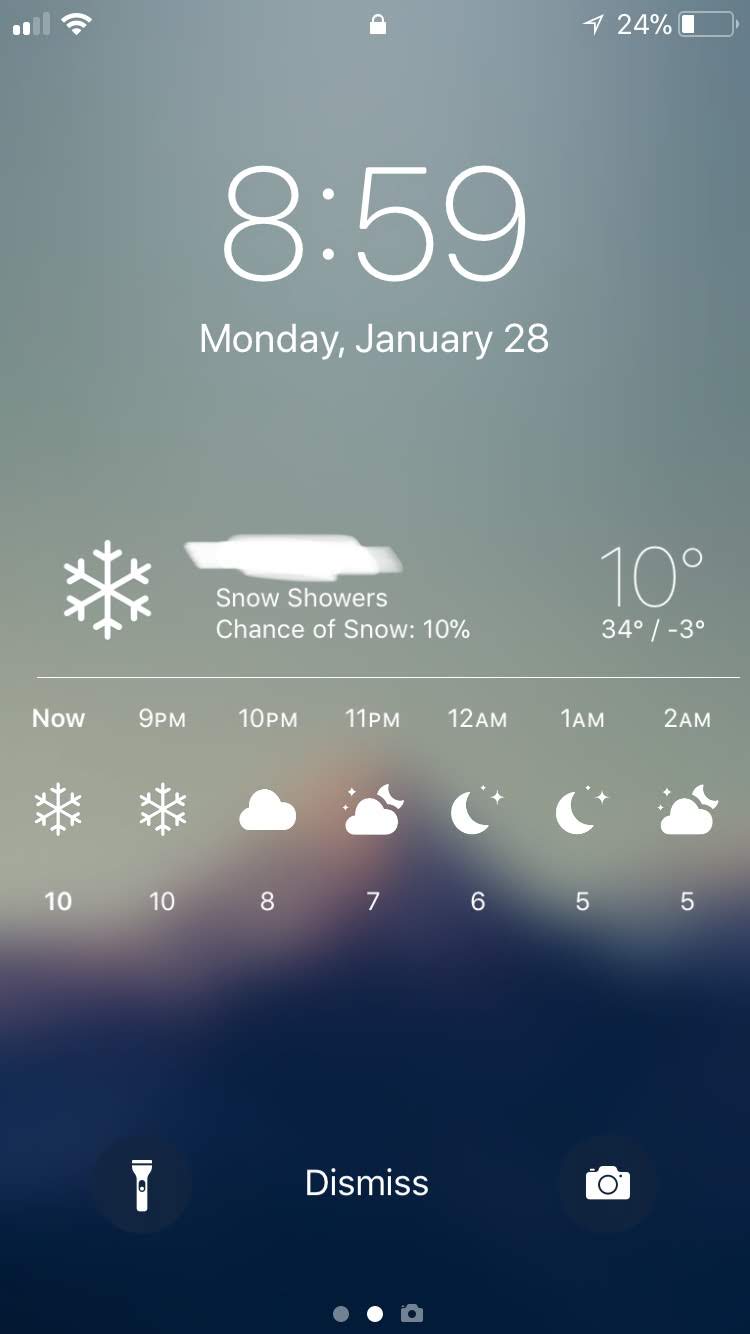 24%
8:59
Monday, January 28
10°
Snow Showers
Chance of Snow: 10%
34° / -3°
Now 9PM 10PM 11PM 12AM 1AM 2AM
10 10 8 7 6 5 5
Dismiss